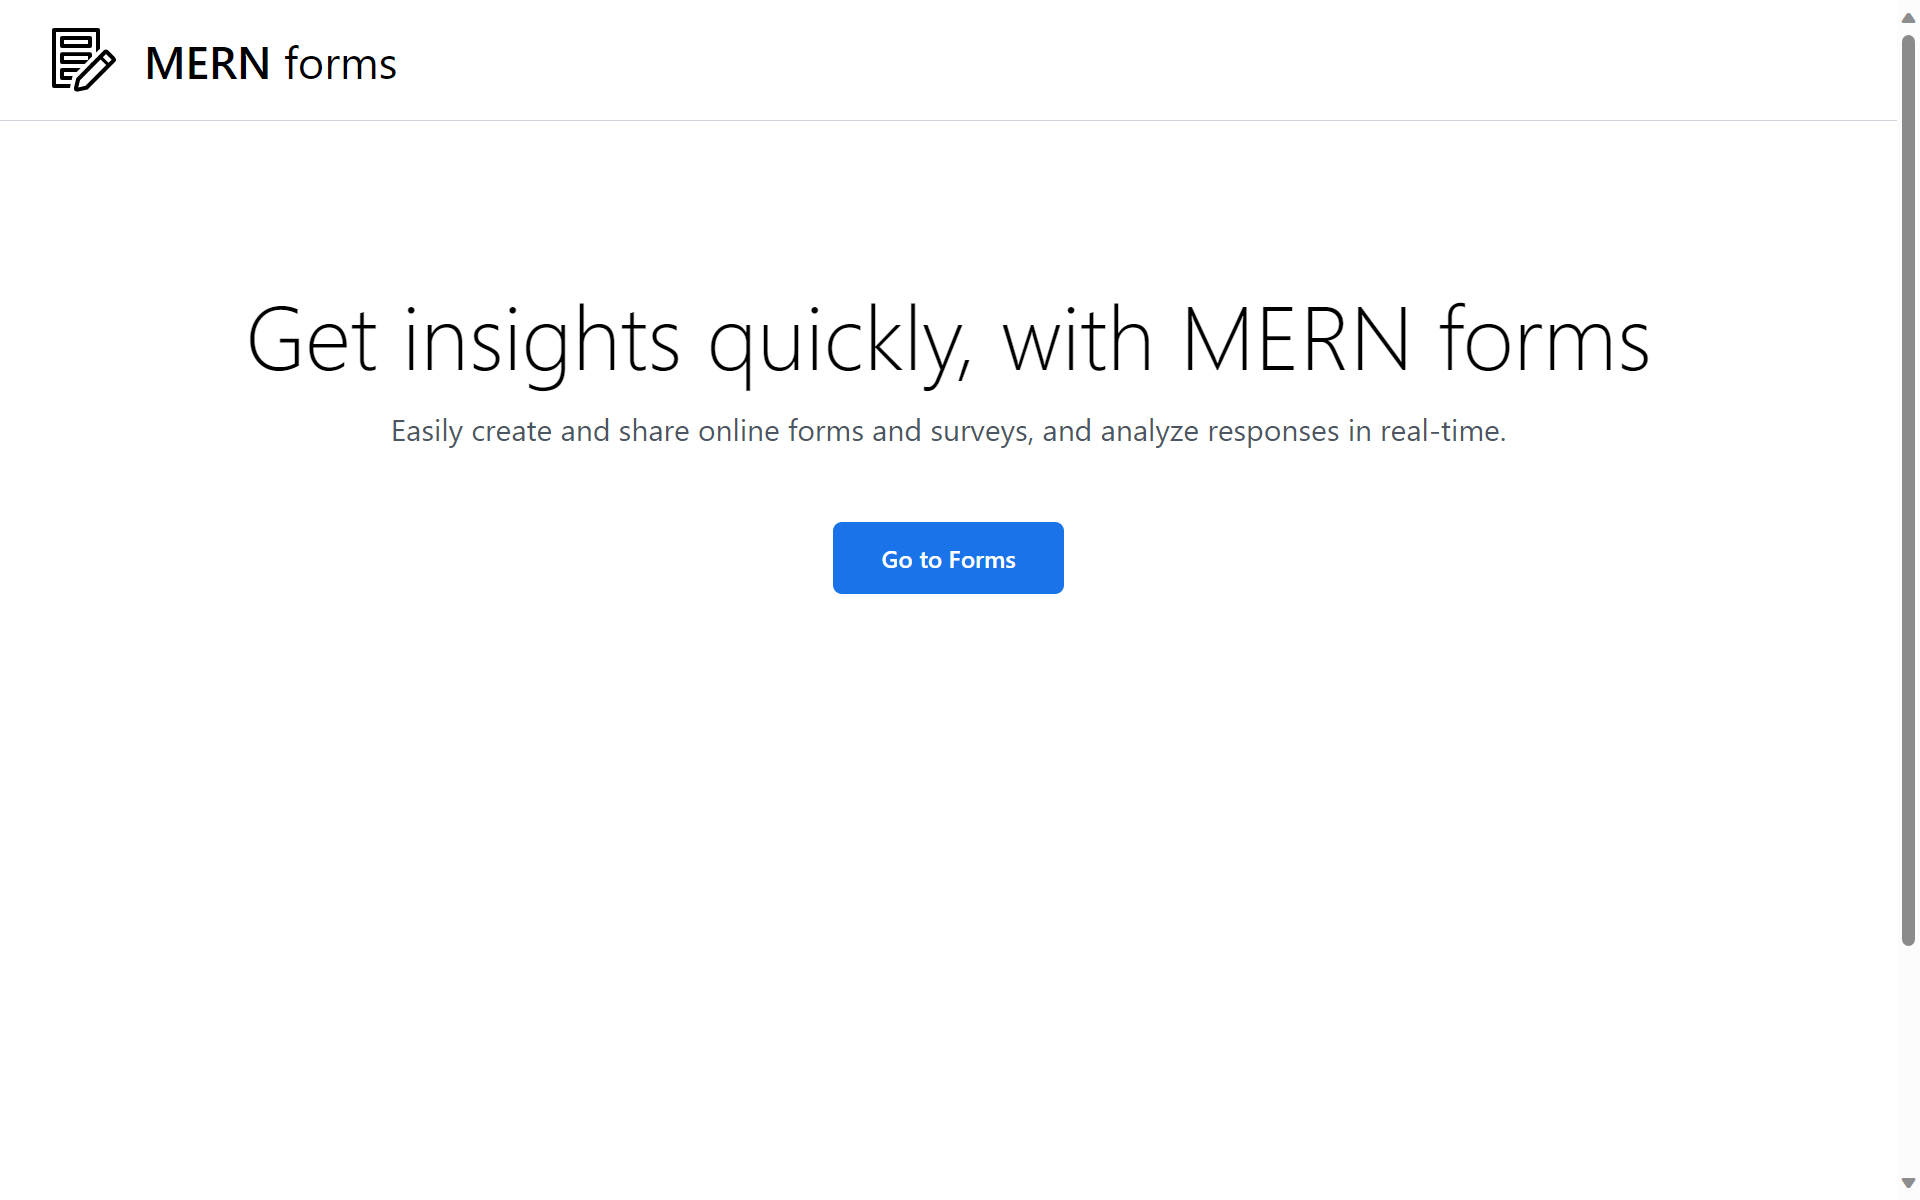 MERN forms
Get insights quickly, with MERN forms
Easily create and share online forms and surveys, and analyze responses in real-time.
Go to Forms